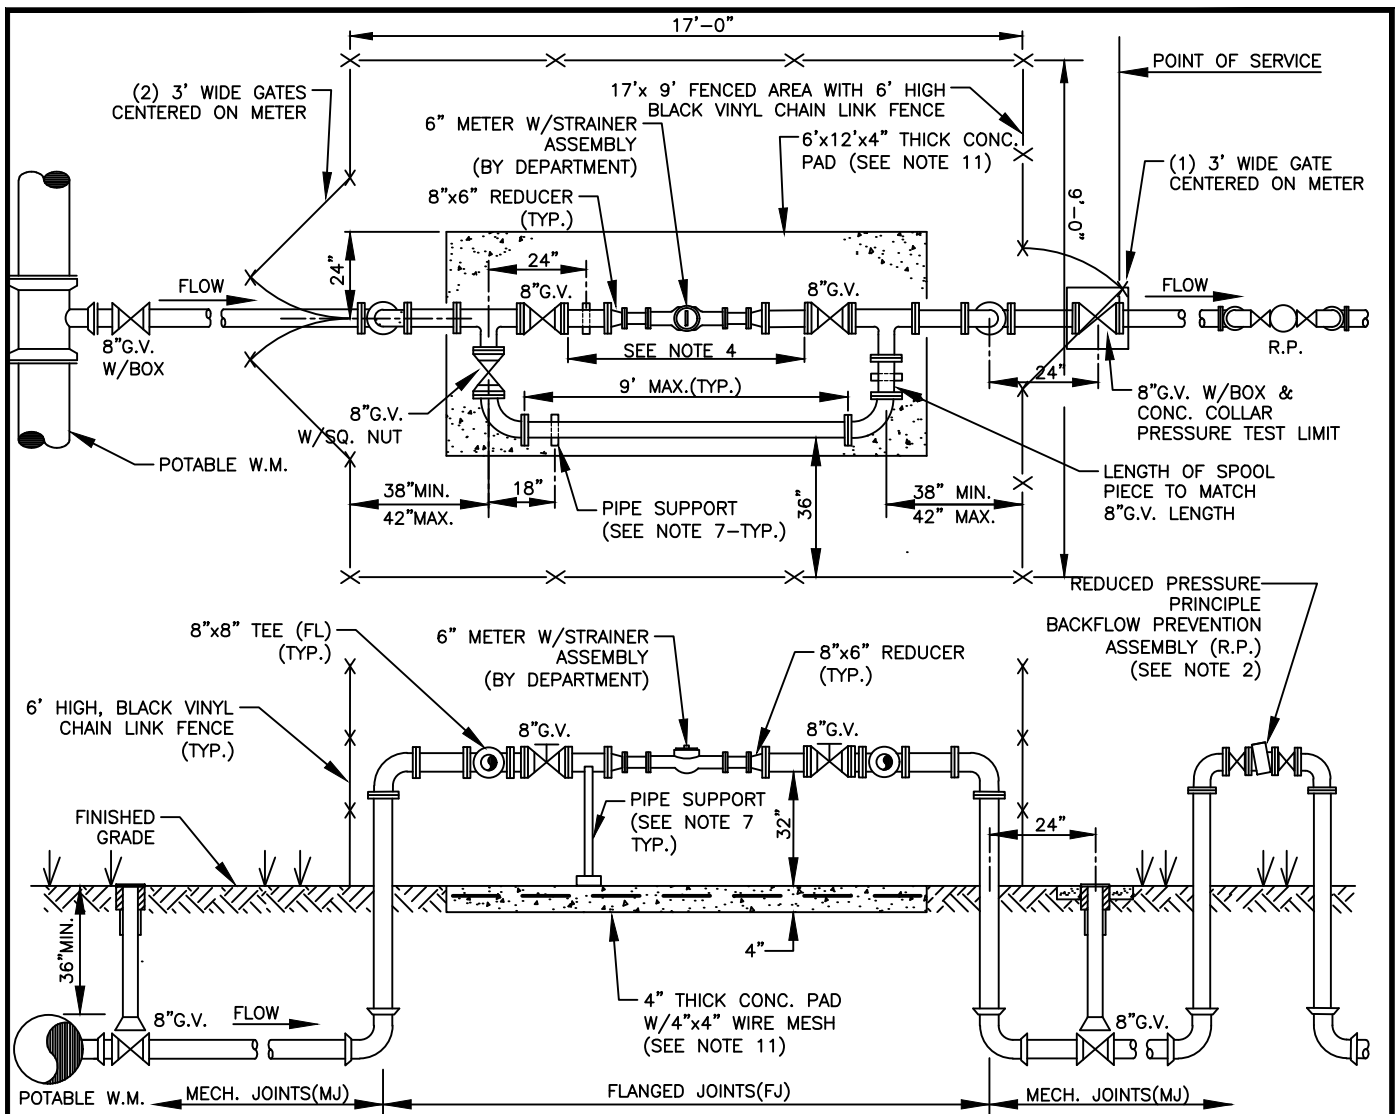 17'-0"
POINT OF SERVICE
(2) 3' WIDE GATES
CENTERED ON METER
17'x 9' FENCED AREA WITH 6' HIGH
BLACK VINYL CHAIN LINK FENCE
6" METER W/STRAINER
ASSEMBLY
(BY DEPARTMENT)
6'x12'x4" THICK CONC.
PAD (SEE NOTE 11)
(1) 3' WIDE GATE
CENTERED ON METER
8"x6" REDUCER
(TYP.)
9'-0"
24"
24"
FLOW
8"G.V.
8"G.V.
FLOW
8"G.V.
W/BOX
SEE NOTE 4
R.P.
24"
9' MAX.(TYP.)
8"G.V.
W/SQ. NUT
8"G.V. W/BOX &
CONC. COLLAR
PRESSURE TEST LIMIT
POTABLE W.M.
LENGTH OF SPOOL
PIECE TO MATCH
8"G.V. LENGTH
38"MIN.
42"MAX.
18"
PIPE SUPPORT
(SEE NOTE 7-TYP.)
36"
38" MIN.
42" MAX.
REDUCED PRESSURE
PRINCIPLE
BACKFLOW PREVENTION
ASSEMBLY (R.P.)
(SEE NOTE 2)
8"x8" TEE (FL)
(TYP.)
6" METER W/STRAINER
ASSEMBLY
(BY DEPARTMENT)
8"x6" REDUCER
(TYP.)
6' HIGH, BLACK VINYL
CHAIN LINK FENCE
(TYP.)
8"G.V.
8"G.V.
FINISHED
GRADE
PIPE SUPPORT
(SEE NOTE 7
TYP.)
32"
24"
36"MIN.
4"
4" THICK CONC. PAD
W/4"x4" WIRE MESH
(SEE NOTE 11)
8"G.V.
FLOW
8"G.V.
POTABLE W.M.
MECH. JOINTS(MJ)
FLANGED JOINTS(FJ)
MECH. JOINTS(MJ)